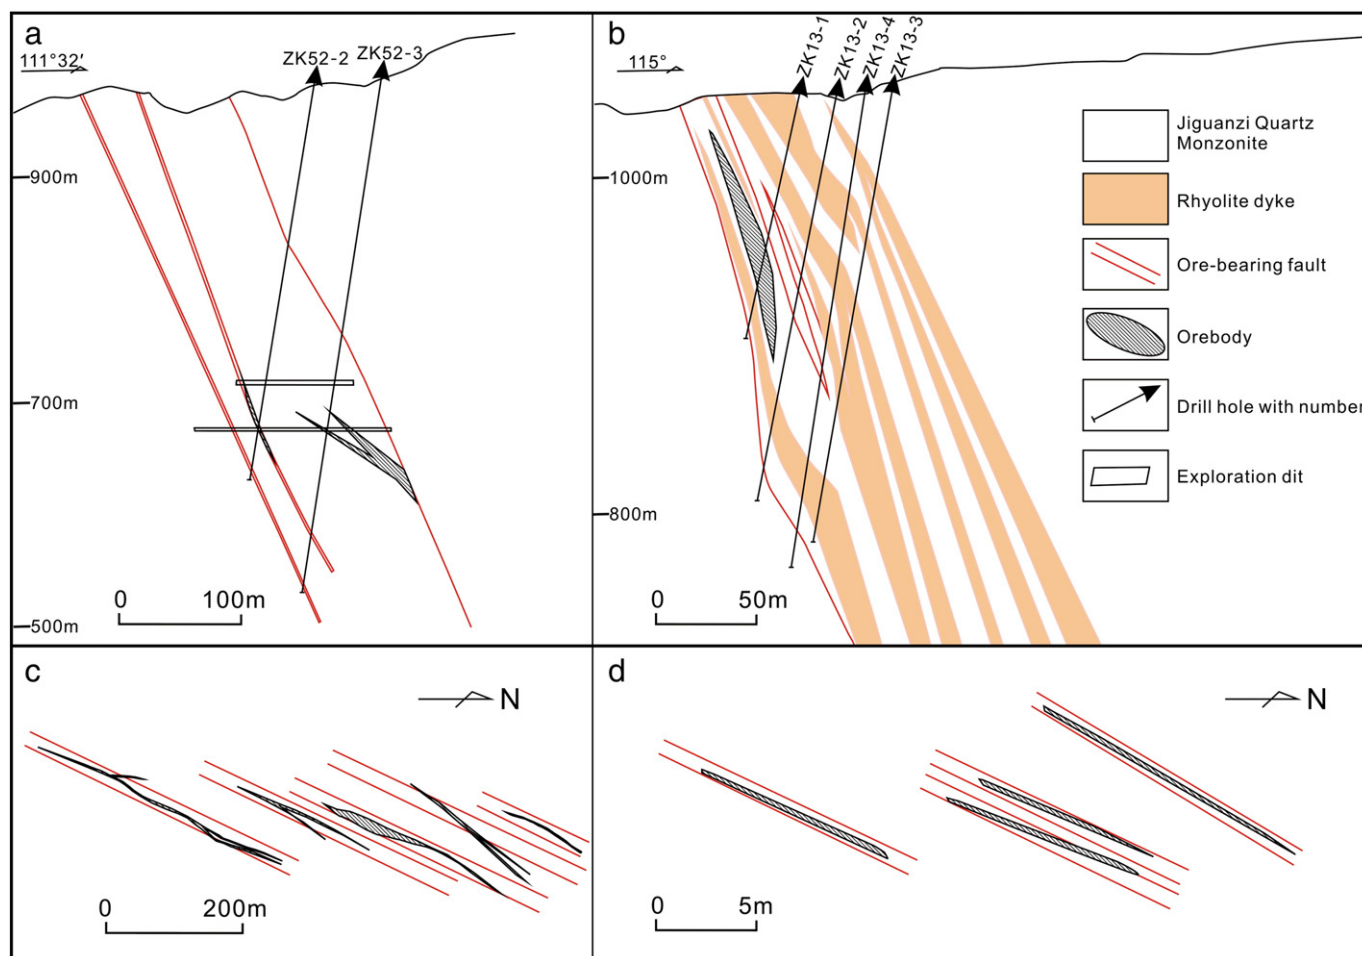 a
111°32′
ZK52-2
ZK52-3
900m
700m
500m
0 100m
b
115°
ZK13-1
ZK13-2
ZK13-4
ZK13-3
1000m
800m
0 50m
Jiguanzi Quartz
Monzonite
Rhyolite dyke
Ore-bearing fault
Orebody
Drill hole with number
Exploration dit
c
N
0 200m
d
N
0 5m